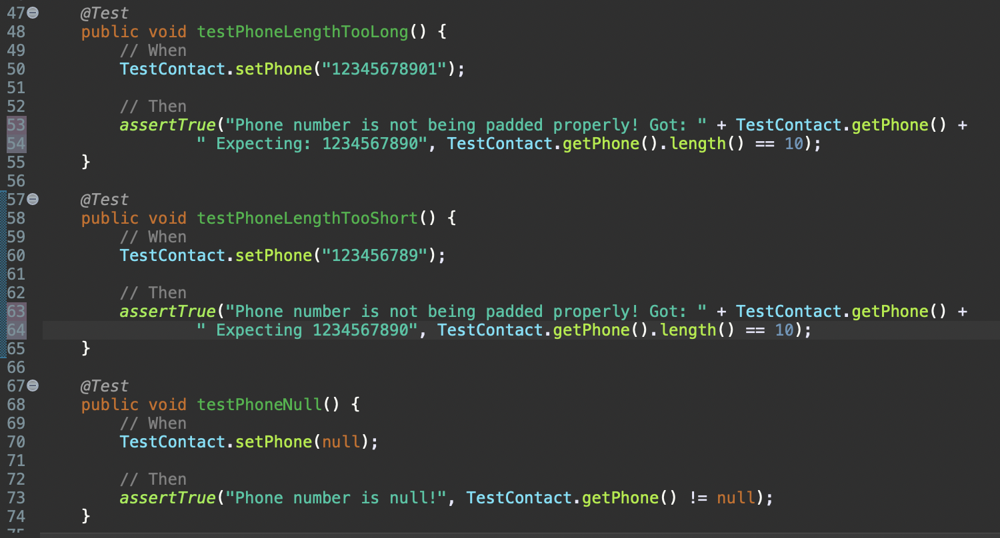 47 @Test
48 public void testPhoneLengthTooLong() {
49 // When
50 TestContact.setPhone("12345678901");
51
52 // Then
53 assertTrue("Phone number is not being padded properly! Got: " + TestContact.getPhone() +
54 " Expecting: 1234567890", TestContact.getPhone().length() == 10);
55 }
56
57 @Test
58 public void testPhoneLengthTooShort() {
59 // When
60 TestContact.setPhone("123456789");
61
62 // Then
63 assertTrue("Phone number is not being padded properly! Got: " + TestContact.getPhone() +
64 " Expecting 1234567890", TestContact.getPhone().length() == 10);
65 }
66
67 @Test
68 public void testPhoneNull() {
69 // When
70 TestContact.setPhone(null);
71
72 // Then
73 assertTrue("Phone number is null!", TestContact.getPhone() != null);
74 }